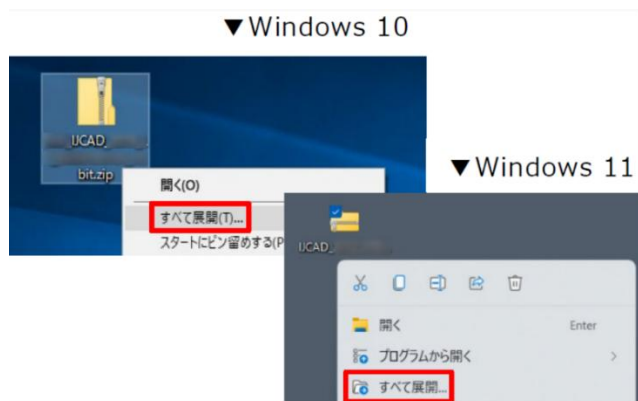 ▼Windows 10
IJCAD_
bit.zip
開く(O)
すべて展開(T)...
スタートにピン留めする(P
▼Windows 11
IJCAD_
開く Enter
プログラムから開く >
すべて展開...